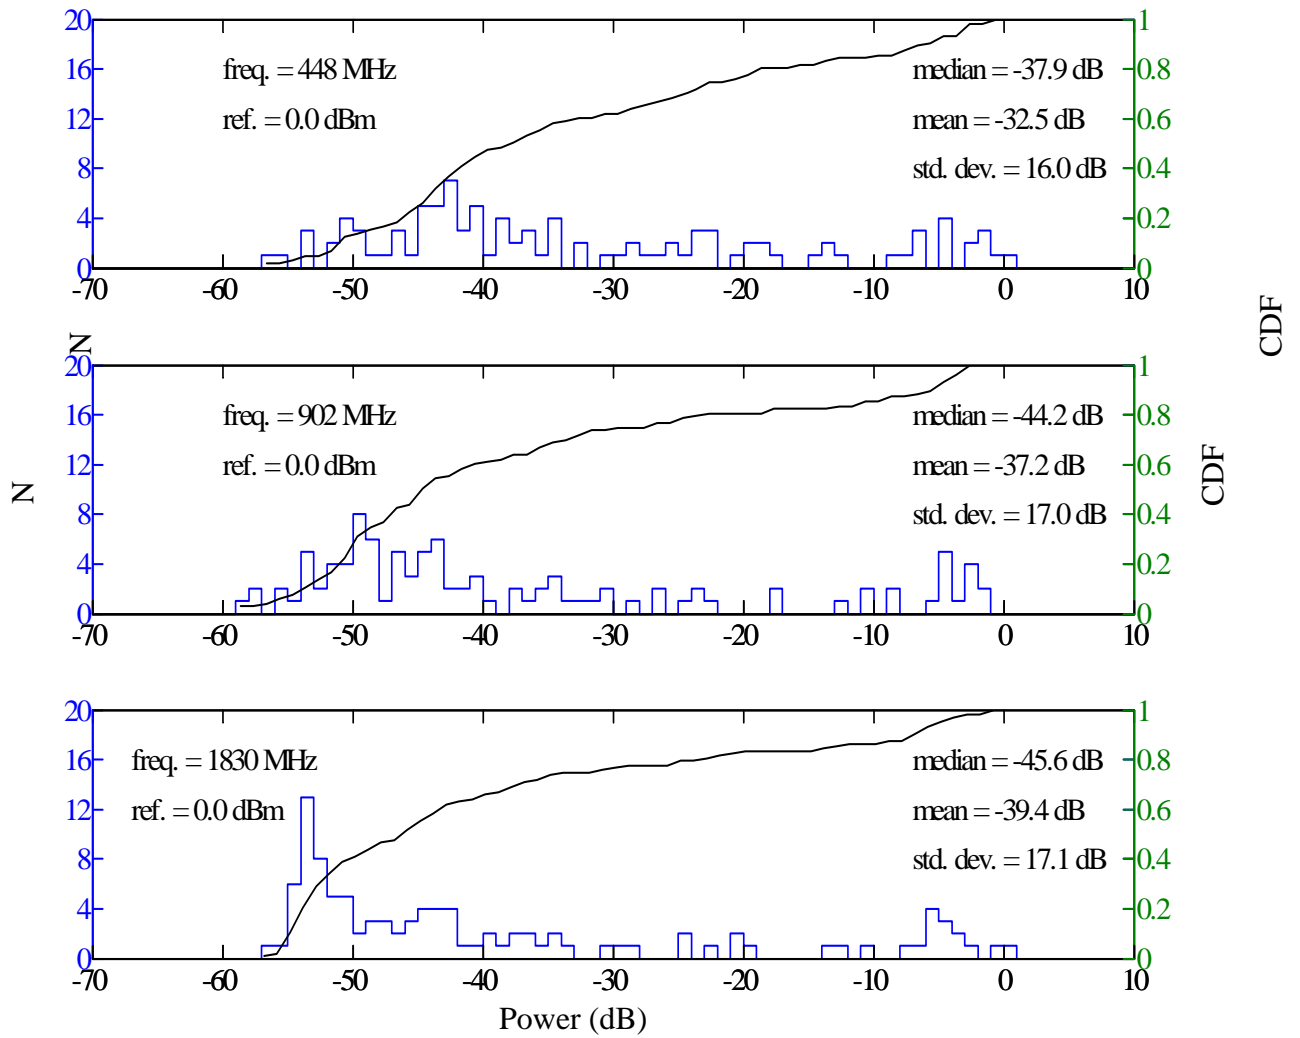 20
16
12
8
4
0
freq. = 448 MHz
ref. = 0.0 dBm
median = -37.9 dB
mean = -32.5 dB
std. dev. = 16.0 dB
1
0.8
0.6
0.4
0.2
0
-70 -60 -50 -40 -30 -20 -10 0 10
N
CDF
20
16
12
8
4
0
freq. = 902 MHz
ref. = 0.0 dBm
median = -44.2 dB
mean = -37.2 dB
std. dev. = 17.0 dB
1
0.8
0.6
0.4
0.2
0
-70 -60 -50 -40 -30 -20 -10 0 10
N
CDF
20
16
12
8
4
0
freq. = 1830 MHz
ref. = 0.0 dBm
median = -45.6 dB
mean = -39.4 dB
std. dev. = 17.1 dB
1
0.8
0.6
0.4
0.2
0
-70 -60 -50 -40 -30 -20 -10 0 10
Power (dB)